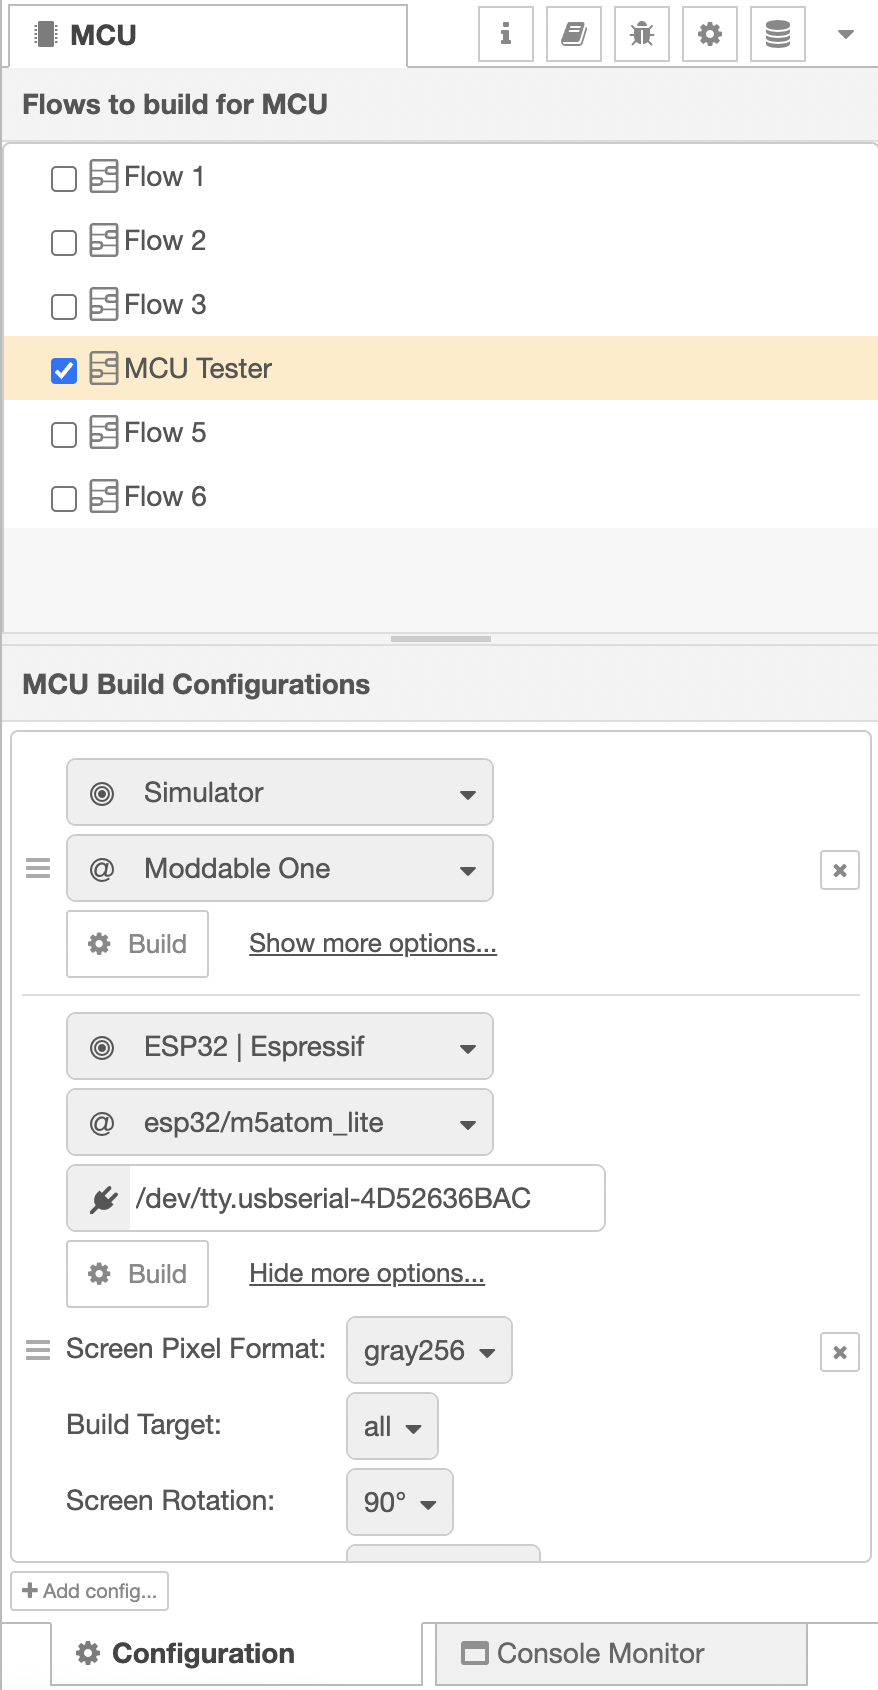 MCU
Flows to build for MCU
Flow 1
Flow 2
Flow 3
MCU Tester
Flow 5
Flow 6
MCU Build Configurations
Simulator
@ Moddable One
Build Show more options...
ESP32 | Espressif
@ esp32/m5atom_lite
/dev/tty.usbserial-4D52636BAC
Build Hide more options...
Screen Pixel Format: gray256
Build Target: all
Screen Rotation: 90°
+ Add config...
Configuration Console Monitor